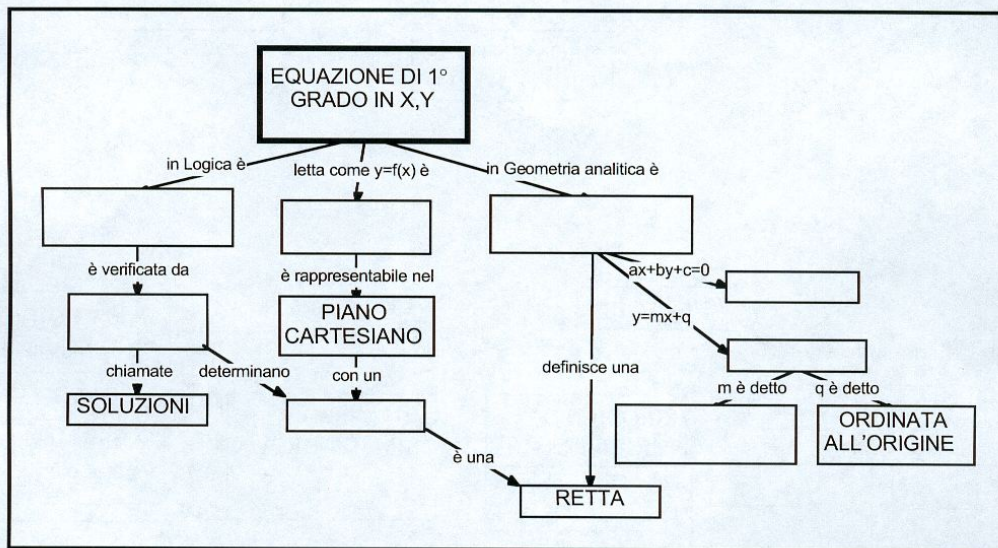 EQUAZIONE DI 1°
GRADO IN X,Y
in Logica è
letta come y=f(x) è
in Geometria analitica è
è verificata da
è rappresentabile nel
ax+by+c=0
PIANO
CARTESIANO
y=mx+q
chiamate
determinano
con un
definisce una
m è detto
q è detto
SOLUZIONI
ORDINATA
ALL'ORIGINE
è una
RETTA